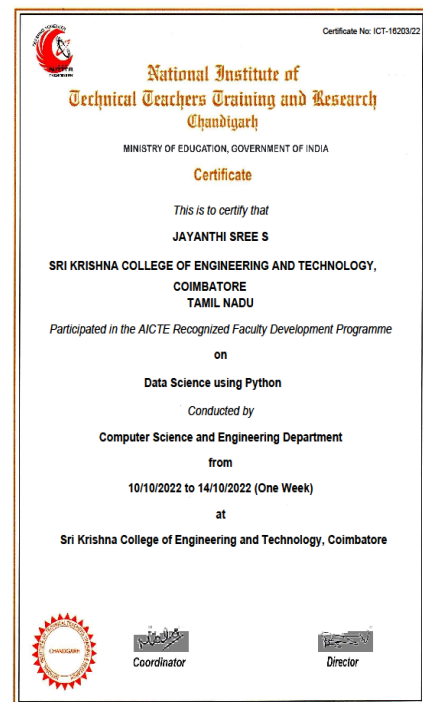 Certificate No: ICT-16203/22
National Institute of
Technical Teachers Training and Research
Chandigarh
MINISTRY OF EDUCATION, GOVERNMENT OF INDIA
Certificate
This is to certify that
JAYANTHI SREE S
SRI KRISHNA COLLEGE OF ENGINEERING AND TECHNOLOGY,
COIMBATORE
TAMIL NADU
Participated in the AICTE Recognized Faculty Development Programme
on
Data Science using Python
Conducted by
Computer Science and Engineering Department
from
10/10/2022 to 14/10/2022 (One Week)
at
Sri Krishna College of Engineering and Technology, Coimbatore
CHANDIGARH
Coordinator
Director